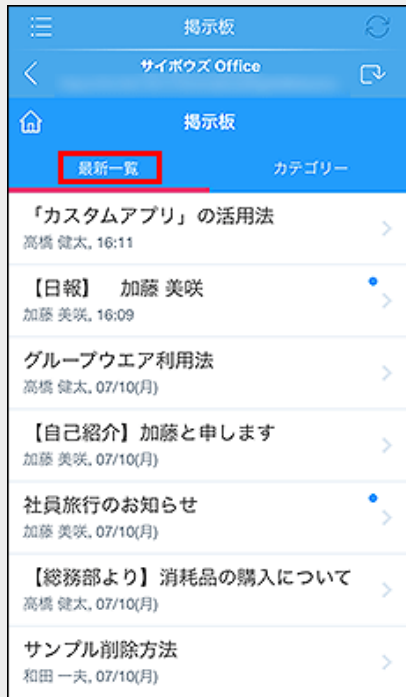 掲示板
サイボウズ Office
掲示板
最新一覧 カテゴリー
「カスタムアプリ」の活用法
高橋 健太, 16:11
【日報】　加藤 美咲
加藤 美咲, 16:09
グループウエア利用法
高橋 健太, 07/10(月)
【自己紹介】加藤と申します
加藤 美咲, 07/10(月)
社員旅行のお知らせ
加藤 美咲, 07/10(月)
【総務部より】消耗品の購入について
高橋 健太, 07/10(月)
サンプル削除方法
和田 一夫, 07/10(月)